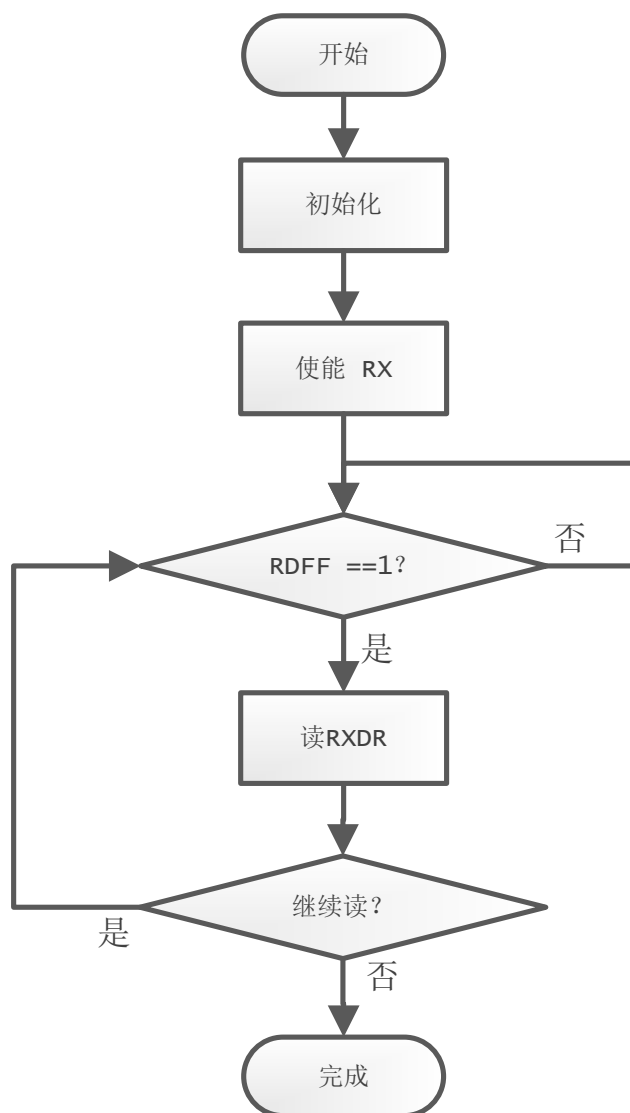 开始
初始化
使能 RX
RDFF ==1?
否
是
读RXDR
继续读?
是
否
完成